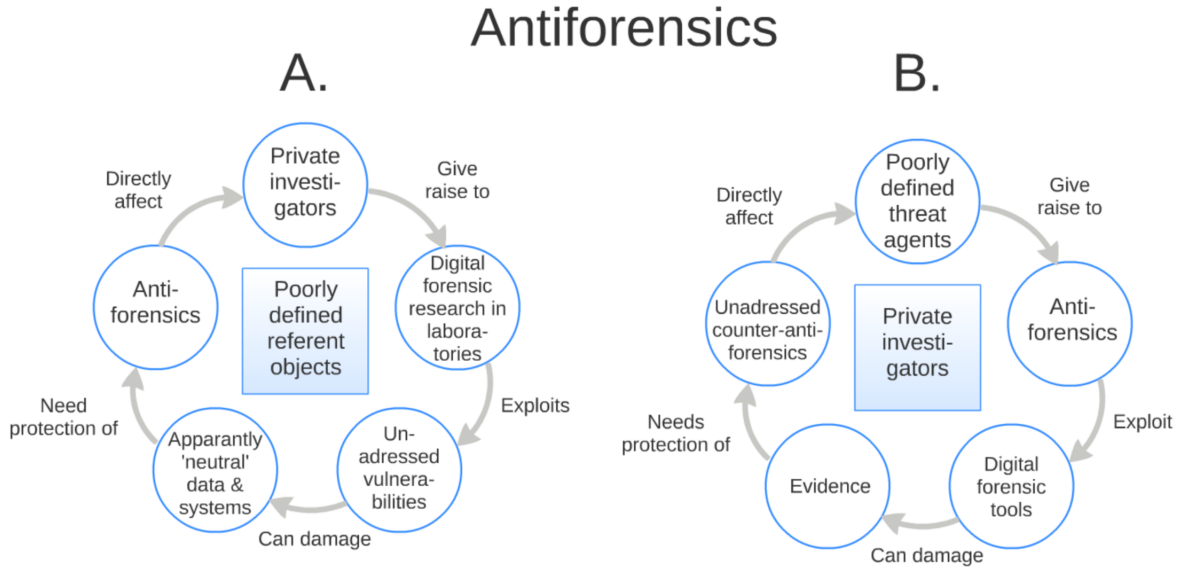 Antiforensics
A.
Private
investi-
gators
Give
raise to
Digital
forensic
research in
labora-
tories
Exploits
Un-
adressed
vulnera-
bilities
Can damage
Apparantly
'neutral'
data &
systems
Need
protection of
Anti-
forensics
Directly
affect
Poorly
defined
referent
objects
B.
Poorly
defined
threat
agents
Give
raise to
Anti-
forensics
Exploit
Digital
forensic
tools
Can damage
Evidence
Needs
protection of
Unadressed
counter-anti-
forensics
Directly
affect
Private
investi-
gators